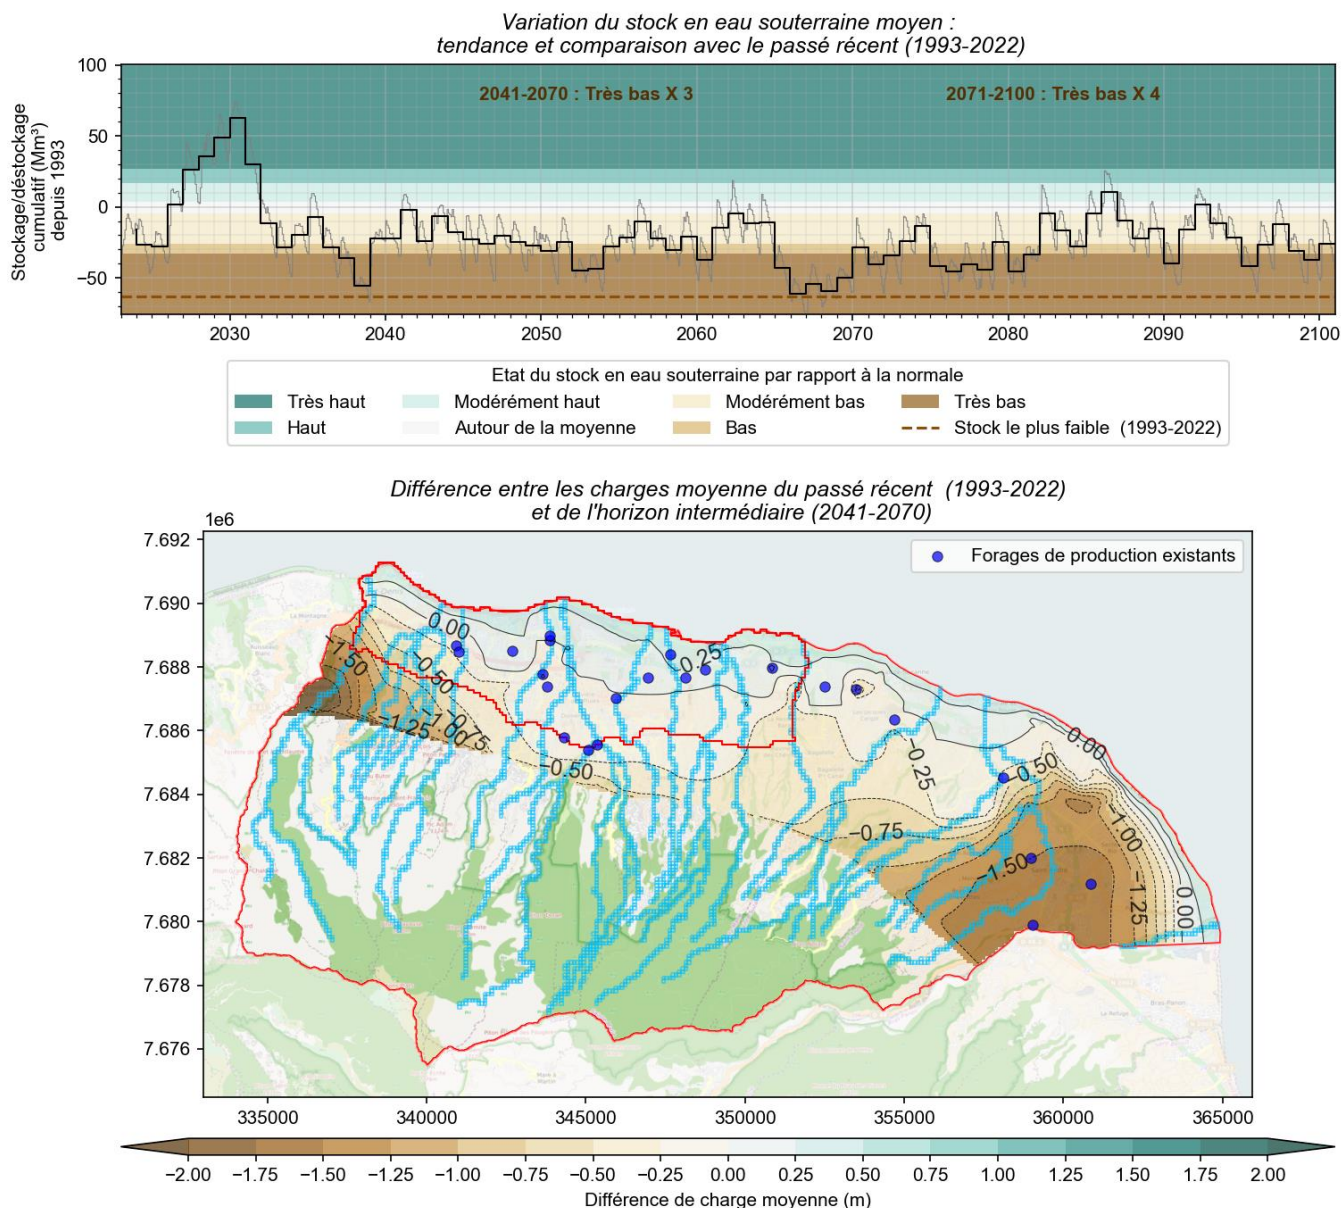 Variation du stock en eau souterraine moyen :
tendance et comparaison avec le passé récent (1993-2022)
Stockage/déstockage
cumulatif (Mm³)
depuis 1993
100
50
0
−50
2041-2070 : Très bas X 3
2071-2100 : Très bas X 4
2030 2040 2050 2060 2070 2080 2090 2100
Etat du stock en eau souterraine par rapport à la normale
Très haut Modérément haut Modérément bas Très bas
Haut Autour de la moyenne Bas Stock le plus faible (1993-2022)
Différence entre les charges moyenne du passé récent (1993-2022)
et de l'horizon intermédiaire (2041-2070)
1e6
Forages de production existants
7.692
7.690
7.688
7.686
7.684
7.682
7.680
7.678
7.676
0.00
−1.50
−0.50
0.25
−1.25
−1.00
−0.75
−0.50
−0.25
0.00
−0.50
−0.75
−1.00
−1.50
−1.25
0.00
335000 340000 345000 350000 355000 360000 365000
−2.00 −1.75 −1.50 −1.25 −1.00 −0.75 −0.50 −0.25 0.00 0.25 0.50 0.75 1.00 1.25 1.50 1.75 2.00
Différence de charge moyenne (m)